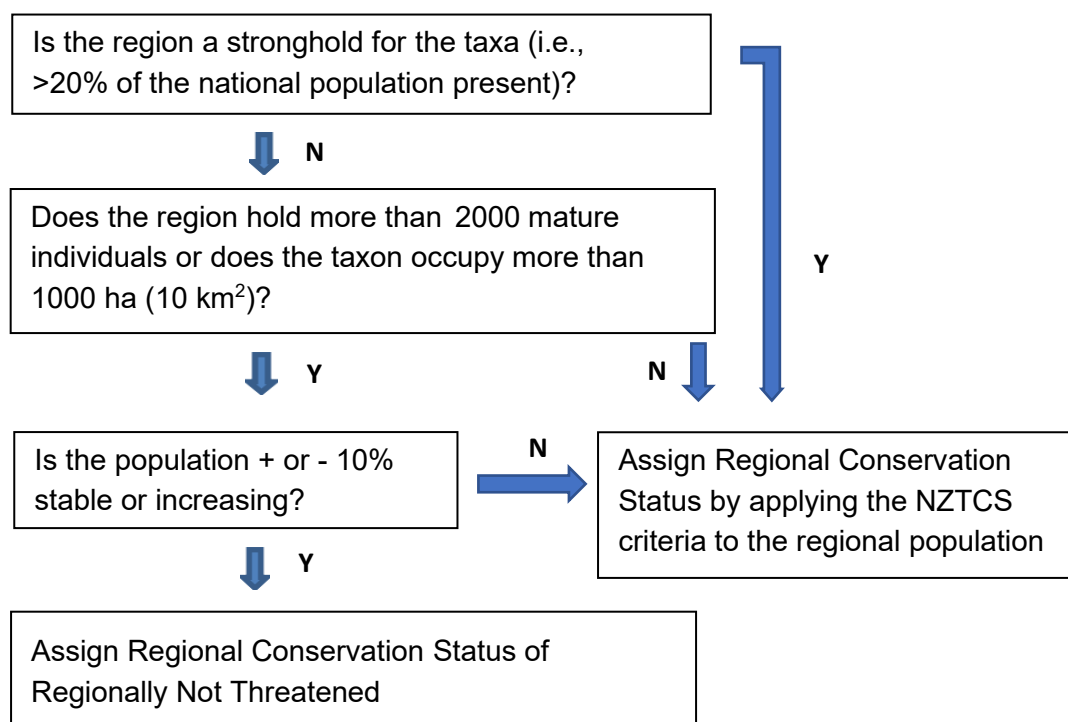 Is the region a stronghold for the taxa (i.e.,
>20% of the national population present)?
N
Does the region hold more than 2000 mature
individuals or does the taxon occupy more than
1000 ha (10 km²)?
Y
Y
N
Is the population + or - 10%
stable or increasing?
N
Assign Regional Conservation
Status by applying the NZTCS
criteria to the regional population
Y
Assign Regional Conservation Status of
Regionally Not Threatened